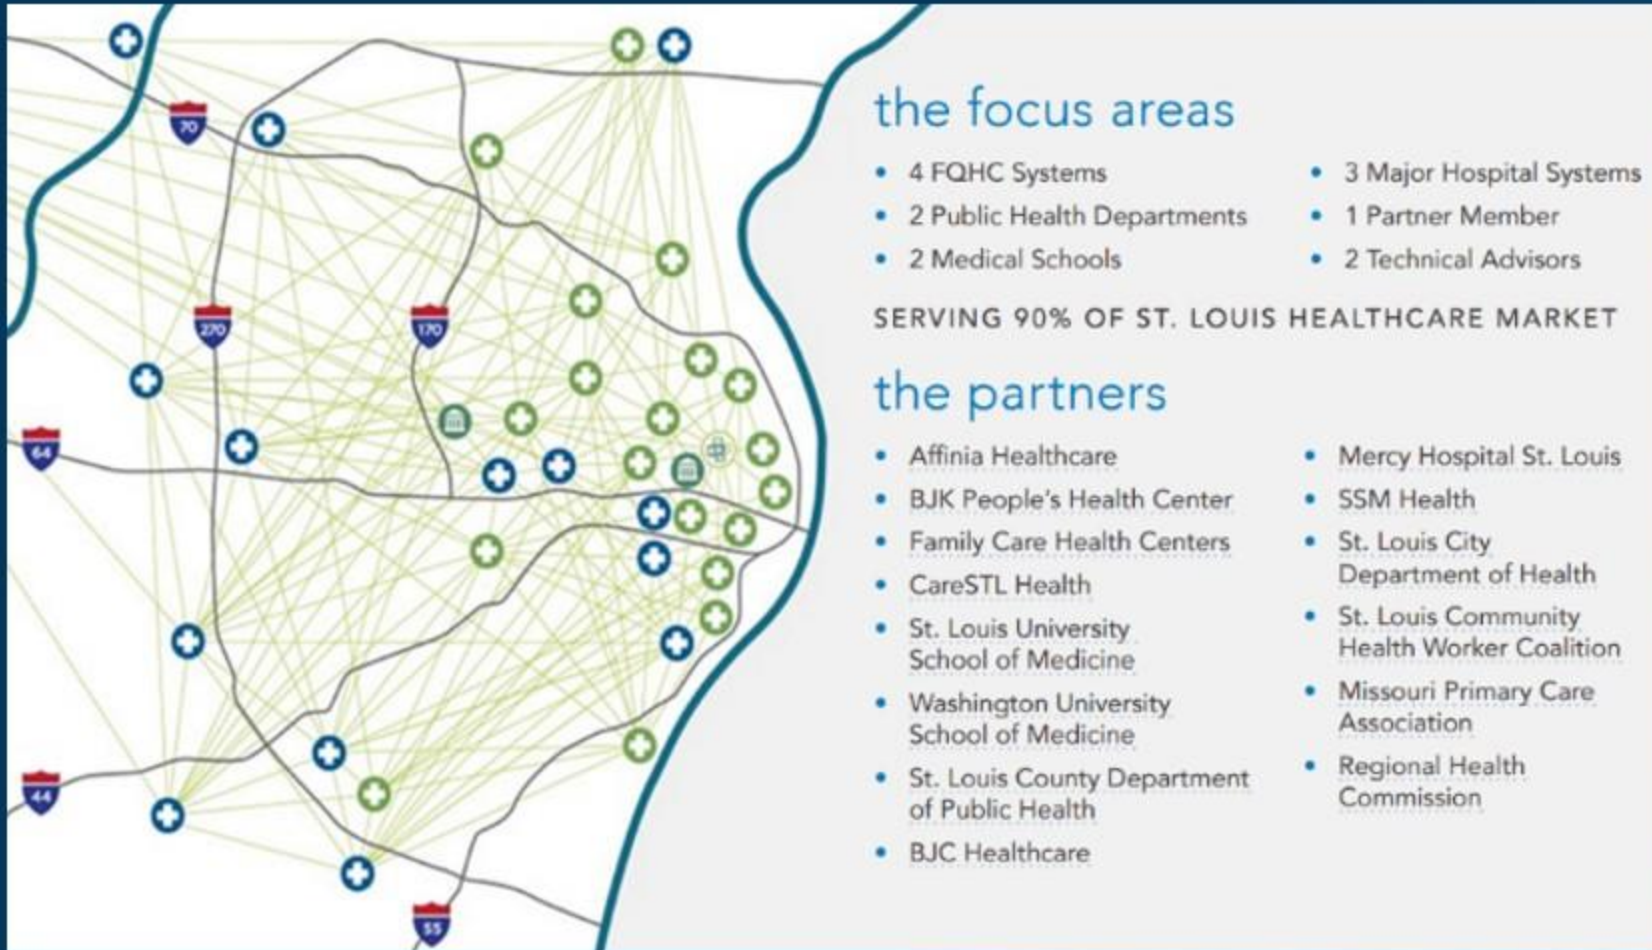 70
270
170
64
44
55
the focus areas
• 4 FQHC Systems
• 2 Public Health Departments
• 2 Medical Schools
• 3 Major Hospital Systems
• 1 Partner Member
• 2 Technical Advisors
SERVING 90% OF ST. LOUIS HEALTHCARE MARKET
the partners
• Affinia Healthcare
• BJK People's Health Center
• Family Care Health Centers
• CareSTL Health
• St. Louis University
School of Medicine
• Washington University
School of Medicine
• St. Louis County Department
of Public Health
• BJC Healthcare
• Mercy Hospital St. Louis
• SSM Health
• St. Louis City
Department of Health
• St. Louis Community
Health Worker Coalition
• Missouri Primary Care
Association
• Regional Health
Commission